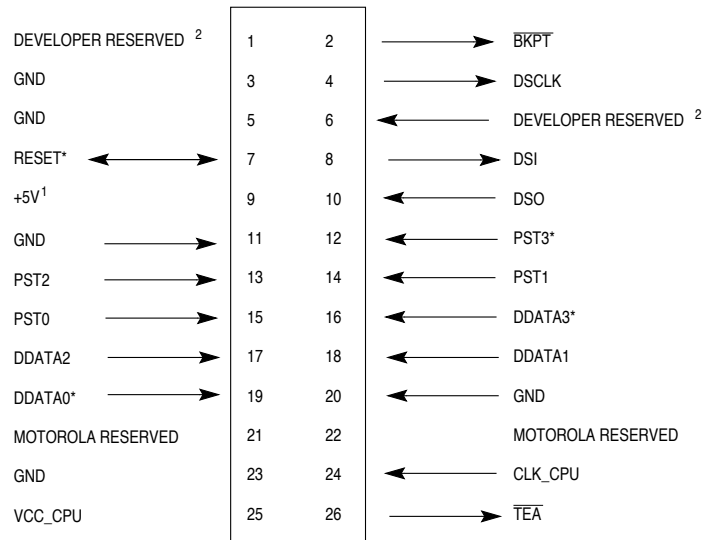 DEVELOPER RESERVED 2 1 2 BKPT
GND 3 4 DSCLK
GND 5 6 DEVELOPER RESERVED 2
RESET* 7 8 DSI
+5V1 9 10 DSO
GND 11 12 PST3*
PST2 13 14 PST1
PST0 15 16 DDATA3*
DDATA2 17 18 DDATA1
DDATA0* 19 20 GND
MOTOROLA RESERVED 21 22 MOTOROLA RESERVED
GND 23 24 CLK_CPU
VCC_CPU 25 26 TEA